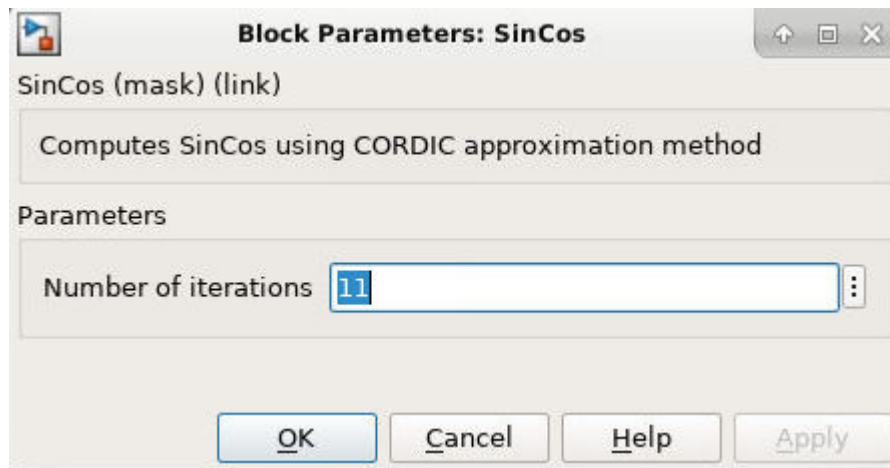 Block Parameters: SinCos
SinCos (mask) (link)
Computes SinCos using CORDIC approximation method
Parameters
Number of iterations 11
OK Cancel Help Apply